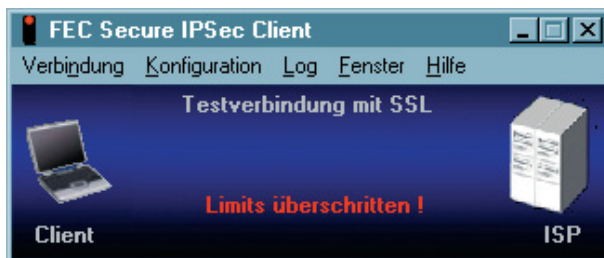 FEC Secure IPSec Client
Verbindung Konfiguration Log Fenster Hilfe
Testverbindung mit SSL
Limits überschritten !
Client ISP